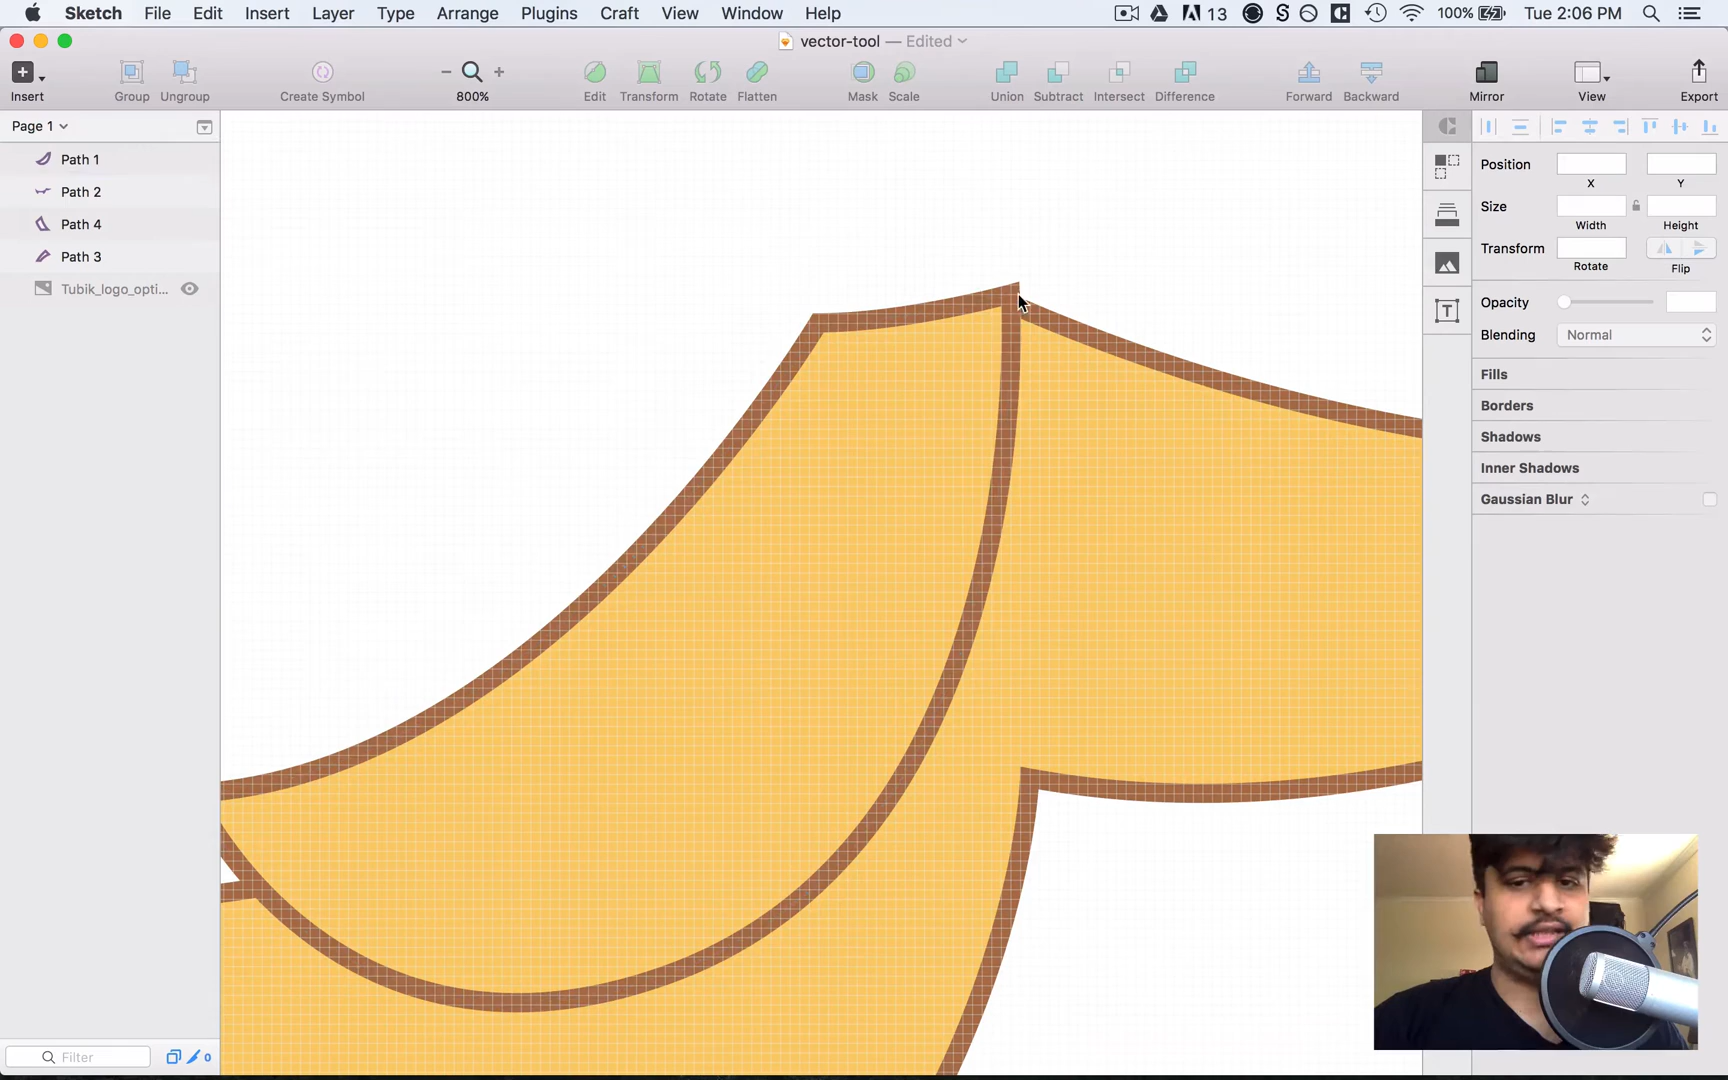 Sketch File Edit Insert Layer Type Arrange Plugins Craft View Window Help 13 100% Tue 2:06 PM
vector-tool — Edited
Insert Group Ungroup Create Symbol 800% Edit Transform Rotate Flatten Mask Scale Union Subtract Intersect Difference Forward Backward Mirror View Export
Page 1
Path 1
Path 2
Path 4
Path 3
Tubik_logo_opti...
Filter 0
Position
X Y
Size
Width Height
Transform
Rotate Flip
Opacity
Blending Normal
Fills
Borders
Shadows
Inner Shadows
Gaussian Blur